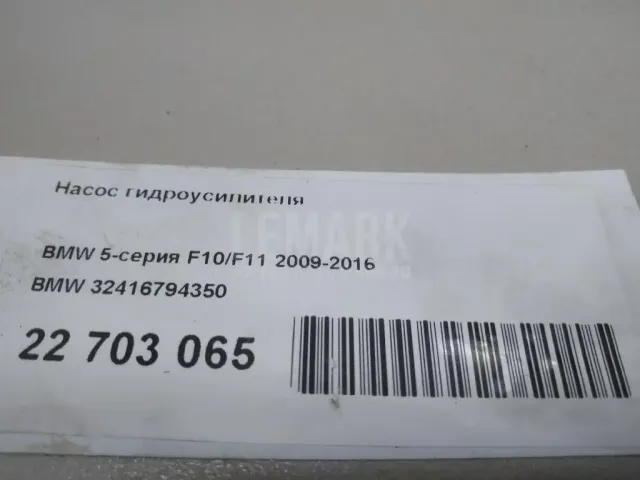 Насос гидроусилителя
LEMARK
BMW 5-серия F10/F11 2009-2016
BMW 32416794350
22 703 065